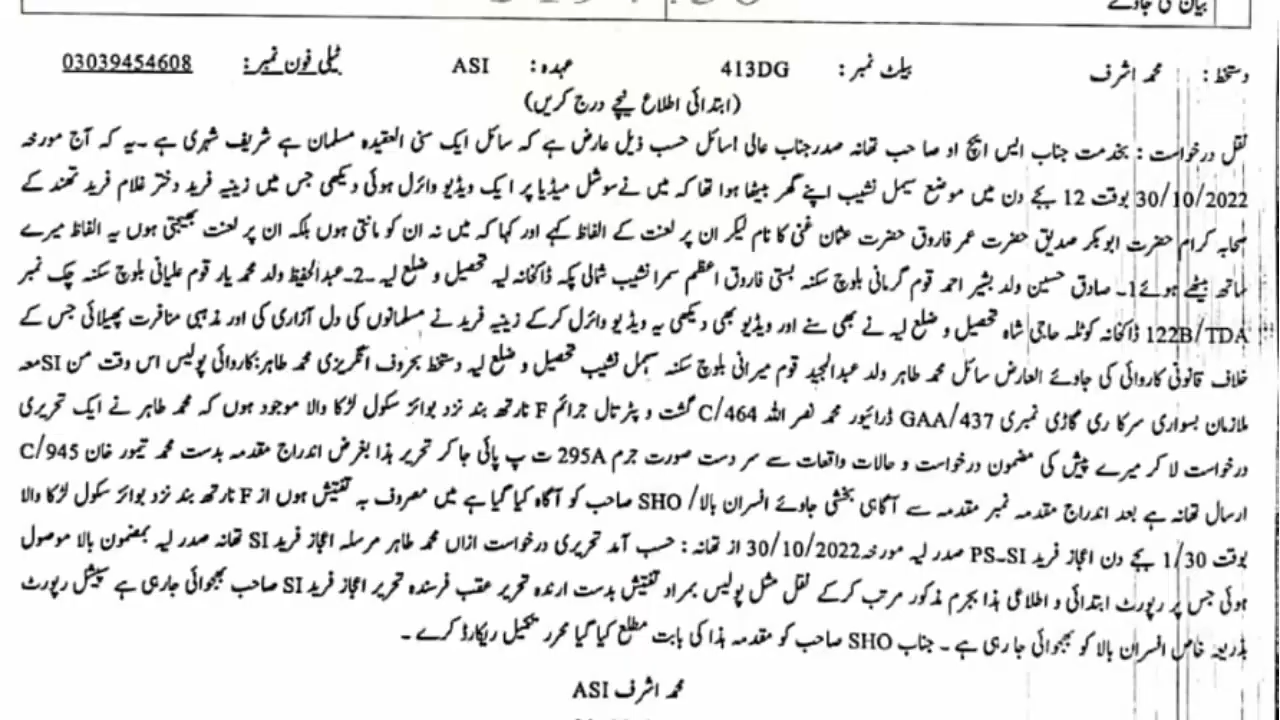 بیان کی جاوے
دستخط: محمد اشرف بیلٹ نمبر: 413DG عہدہ: ASI ٹیلی فون نمبر: 03039454608
(ابتدائی اطلاع نیچے درج کریں)
نقل درخواست: بخدمت جناب ایس ایچ او صاحب تھانہ صدر جناب عالی اسائل حسب ذیل عارض ہے کہ سائل ایک سنی العقیدہ مسلمان ہے شریف شہری ہے۔ یہ کہ آج مورخہ
30/10/2022 بوقت 12 بجے دن میں موضع سیمل نشیب اپنے گھر بیٹھا ہوا تھا کہ میں نے سوشل میڈیا پر ایک ویڈیو وائرل ہوئی دیکھی جس میں زینیہ فرید دختر غلام فرید تھند کے
صحابہ کرام حضرت ابوبکر صدیق حضرت عمر فاروق حضرت عثمان غنی کا نام لیکر ان پر لعنت کے الفاظ کہے اور کہا کہ میں نہ ان کو مانتی ہوں بلکہ ان پر لعنت بھیجتی ہوں یہ الفاظ میرے
ساتھ بیٹھے ہوئے 1۔ صادق حسین ولد بشیر احمد قوم گرمانی بلوچ سکنہ بستی فاروق اعظم سمرا نشیب شمالی پکہ ڈاکخانہ لیہ تحصیل و ضلع لیہ ۔2۔ عبدالحفیظ ولد محمد یار قوم علیانی بلوچ سکنہ چک نمبر
122B/TDA ڈاکخانہ کوٹلہ حاجی شاہ تحصیل و ضلع لیہ نے بھی سنے اور ویڈیو بھی دیکھی یہ ویڈیو وائرل کرکے زینیہ فرید نے مسلمانوں کی دل آزاری کی اور مذہبی منافرت پھیلائی جس کے
خلاف قانونی کاروائی کی جاوے العارض سائل محمد طاہر ولد عبدالمجید قوم میرانی بلوچ سکنہ سہمل نشیب تحصیل و ضلع لیہ دستخط بحروف انگریزی محمد طاہر: کاروائی پولیس اس وقت من SI معہ
ملازمان بسواری سرکاری گاڑی نمبری GAA/437 ڈرائیور محمد نصر اللہ 464/C گشت و پڑتال جرائم F نارتھ بند نزد بوائز سکول لڑکا والا موجود ہوں کہ محمد طاہر نے ایک تحریری
درخواست لا کر میرے پیش کی مضمون درخواست و حالات واقعات سے سر دست صورت جرم 295A ت پ پائی جا کر تحریر ہذا بغرض اندراج مقدمہ بدست محمد تیمور خان 945/C
ارسال تھانہ ہے بعد اندراج مقدمہ نمبر مقدمہ سے آگاہی بخشی جاوے افسران بالا/SHO صاحب کو آگاہ کیا گیا ہے میں مصروف بہ تفتیش ہوں از F نارتھ بند نزد بوائز سکول لڑکا والا
بوقت 1/30 بجے دن اعجاز فرید PS-SI صدر لیہ مورخہ 30/10/2022 از تھانہ: حسب آمد تحریری درخواست ازاں محمد طاہر مرسلہ اعجاز فرید SI تھانہ صدر لیہ بمضمون بالا موصول
ہوئی جس پر رپورٹ ابتدائی و اطلاعی ہذا بجرم مذکور مرتب کرکے نقل مثل پولیس بمراد تفتیش بدست ارندہ تحریر عقب فرسندہ تحریر اعجاز فرید SI صاحب بھجوائی جارہی ہے سپیشل رپورٹ
بذریعہ خاص افسران بالا کو بھجوائی جا رہی ہے۔ جناب SHO صاحب کو مقدمہ ہذا کی بابت مطلع کیا گیا محرر تکمیل ریکارڈ کرے۔
محمد اشرف ASI